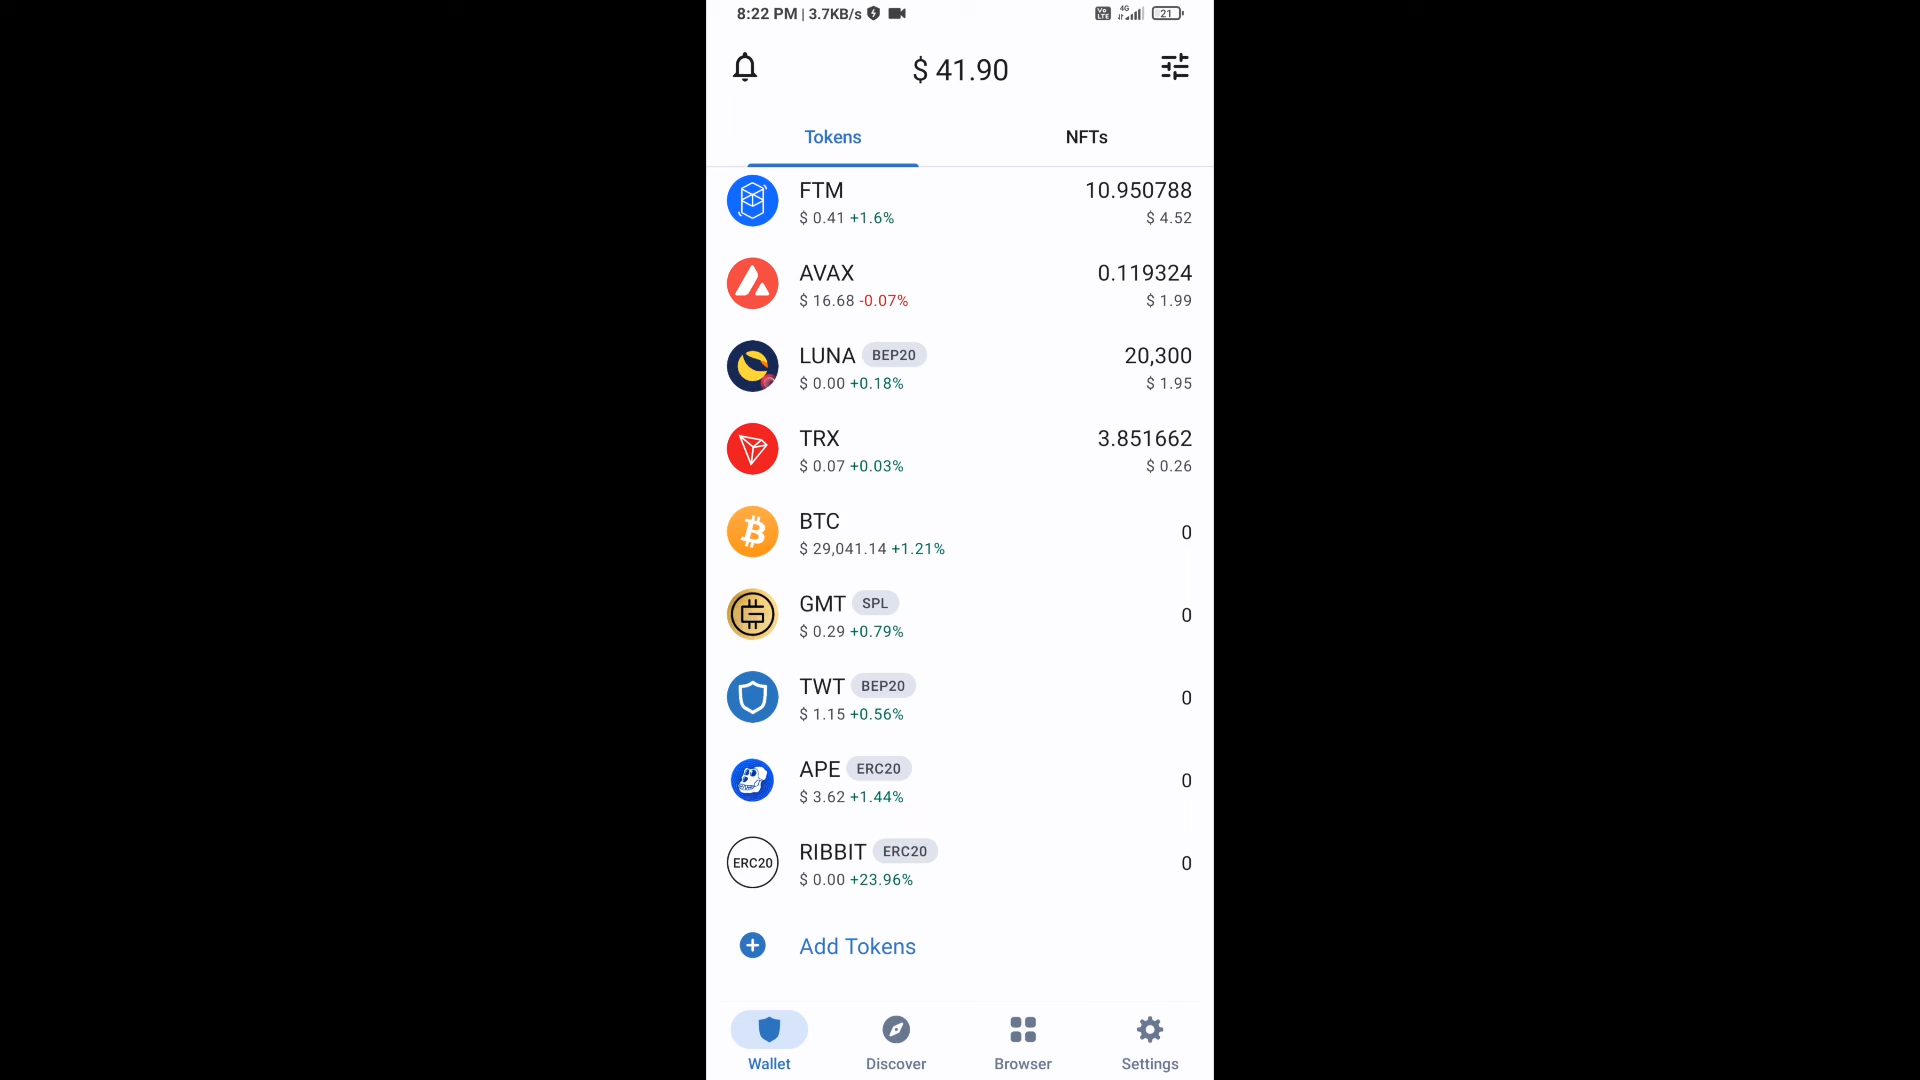 8:22 PM | 3.7KB/s
Vo LTE 4G 21
$ 41.90
Tokens NFTs
FTM 10.950788
$ 0.41 +1.6% $ 4.52
AVAX 0.119324
$ 16.68 -0.07% $ 1.99
LUNA BEP20 20,300
$ 0.00 +0.18% $ 1.95
TRX 3.851662
$ 0.07 +0.03% $ 0.26
BTC 0
$ 29,041.14 +1.21%
GMT SPL 0
$ 0.29 +0.79%
TWT BEP20 0
$ 1.15 +0.56%
APE ERC20 0
$ 3.62 +1.44%
ERC20 RIBBIT ERC20 0
$ 0.00 +23.96%
Add Tokens
Wallet Discover Browser Settings